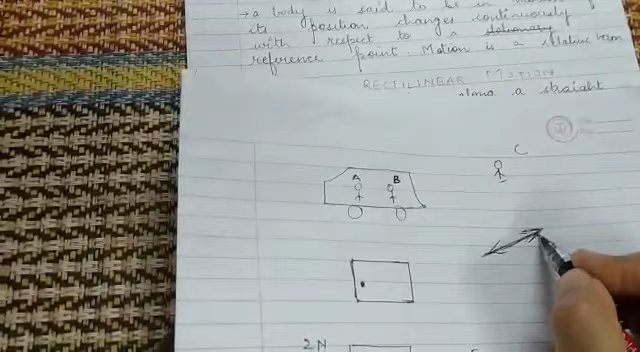 → a body is said to be in
its position changes continuously
with respect to a stationary
reference point. Motion is a relative term
RECTILINEAR MOTION
along a straight
C
A B
2 N